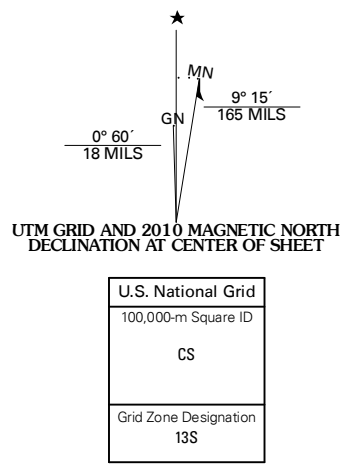 MN
GN
9° 15´
165 MILS
0° 60´
18 MILS
UTM GRID AND 2010 MAGNETIC NORTH
DECLINATION AT CENTER OF SHEET
U.S. National Grid
100,000-m Square ID
CS
Grid Zone Designation
13S